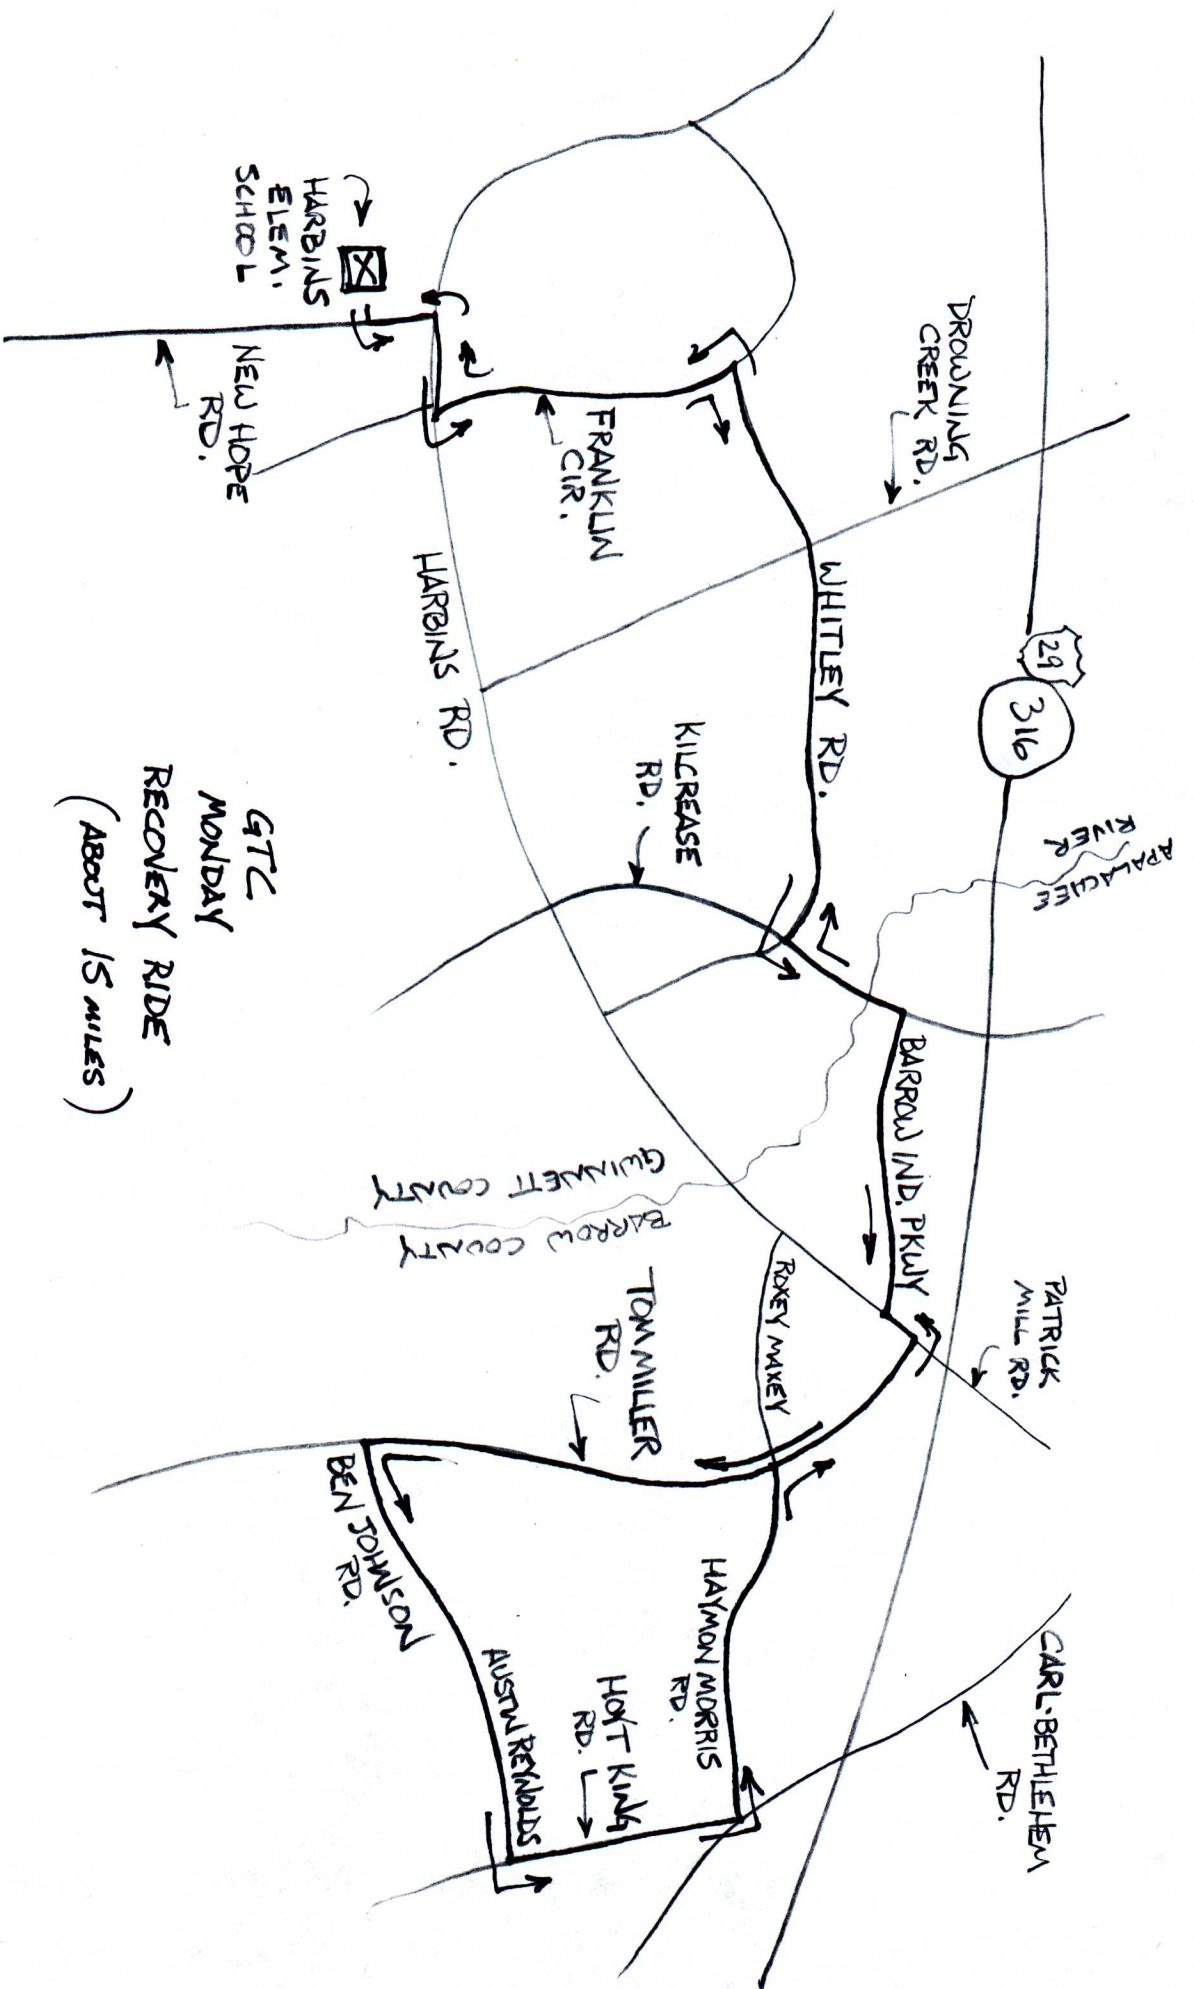 29
316
DROWNING
CREEK RD.
PATRICK
MILL RD.
CARL-BETHLEHEM
RD.
APALACHEE
RIVER
WHITLEY RD.
BARROW IND. PKWY
FRANKLIN
CIR.
KILCREASE
RD.
ROXEY MAXEY
HAYMON MORRIS
RD.
HARBINS
ELEM.
SCHOOL
X
NEW HOPE
RD.
HARBINS RD.
GWINNETT COUNTY
BARROW COUNTY
TOM MILLER
RD.
HOYT KING
RD.
AUSTIN REYNOLDS
BEN JOHNSON
RD.
GTC
MONDAY
RECOVERY RIDE
(ABOUT 15 MILES)